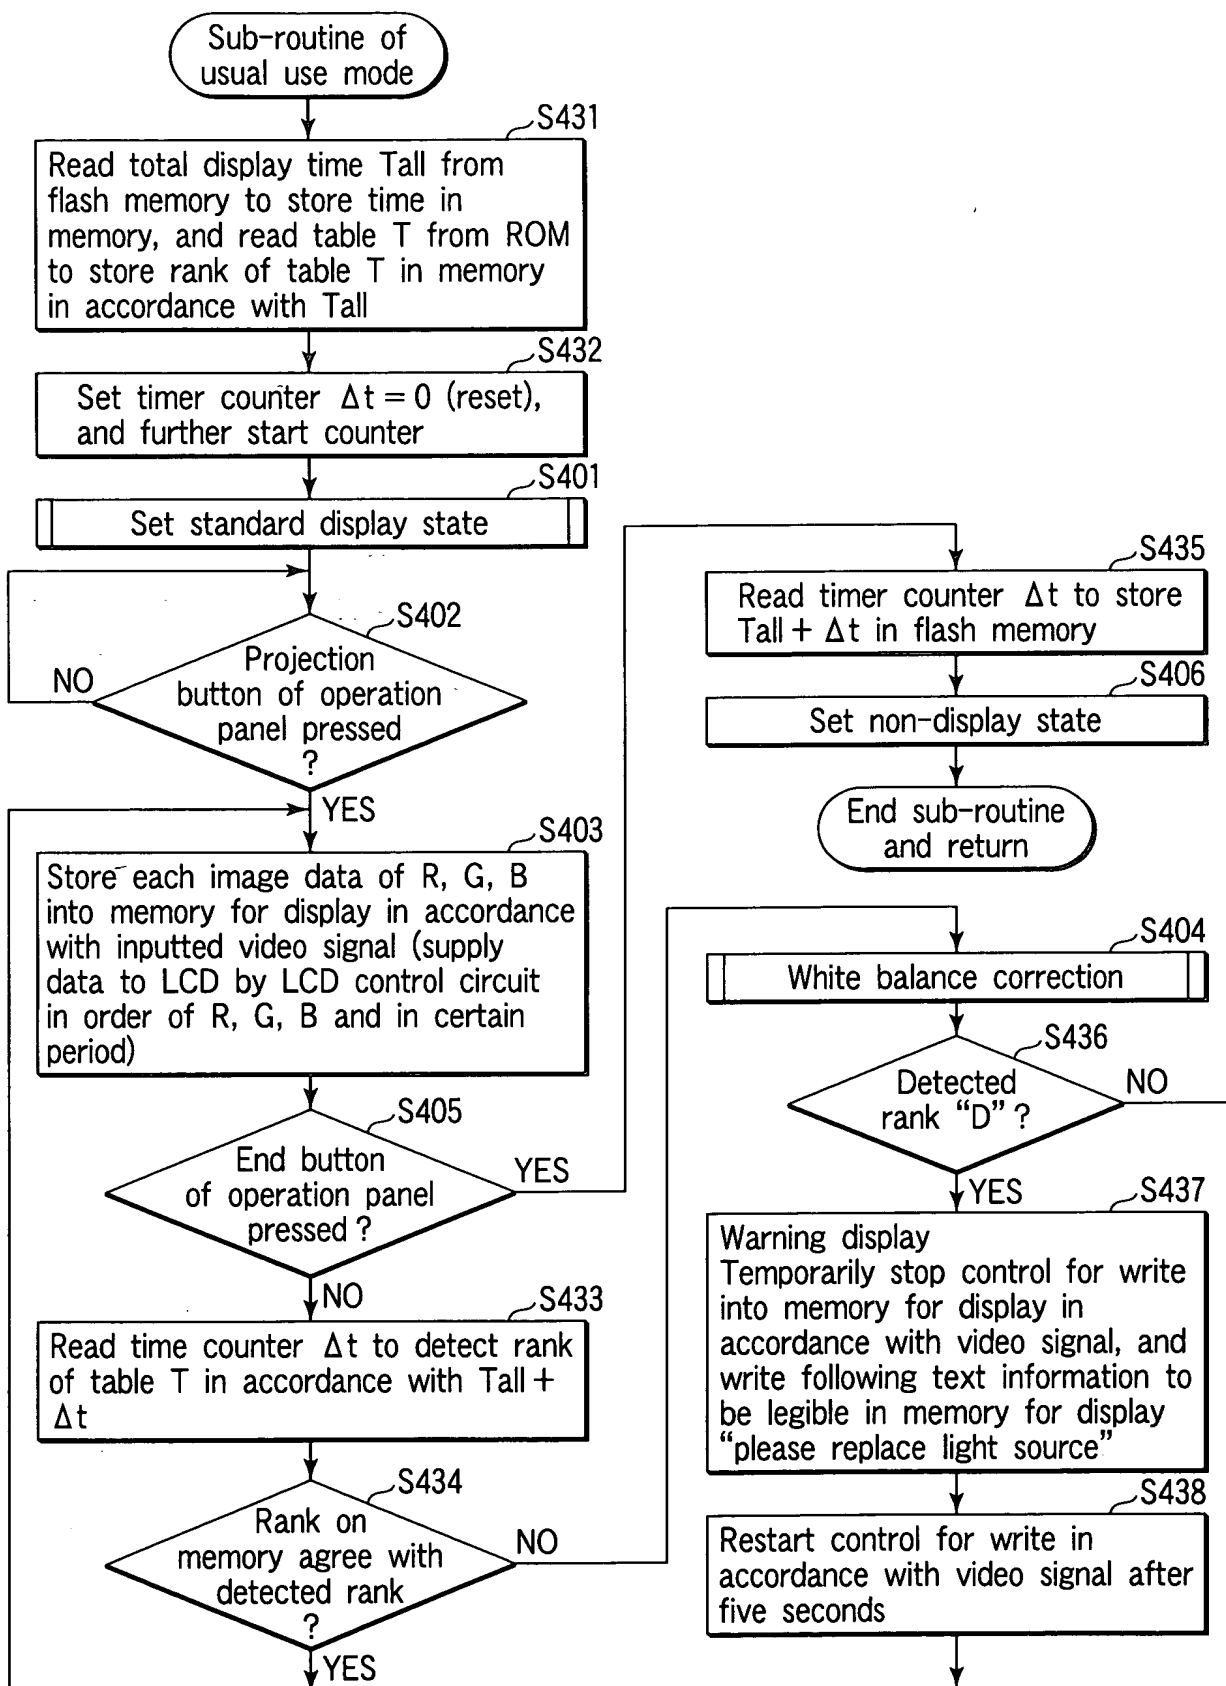 Sub-routine of
usual use mode
S431
Read total display time Tall from
flash memory to store time in
memory, and read table T from ROM
to store rank of table T in memory
in accordance with Tall
S432
Set timer counter Δt = 0 (reset),
and further start counter
S401
Set standard display state
S402
Projection
button of operation
panel pressed
?
NO
YES
S403
Store each image data of R, G, B
into memory for display in accordance
with inputted video signal (supply
data to LCD by LCD control circuit
in order of R, G, B and in certain
period)
S405
End button
of operation panel
pressed ?
YES
NO
S433
Read time counter Δt to detect rank
of table T in accordance with Tall +
Δt
S434
Rank on
memory agree with
detected rank
?
NO
YES
S435
Read timer counter Δt to store
Tall + Δt in flash memory
S406
Set non-display state
End sub-routine
and return
S404
White balance correction
S436
Detected
rank “D” ?
NO
YES
S437
Warning display
Temporarily stop control for write
into memory for display in
accordance with video signal, and
write following text information to
be legible in memory for display
“please replace light source”
S438
Restart control for write in
accordance with video signal after
five seconds